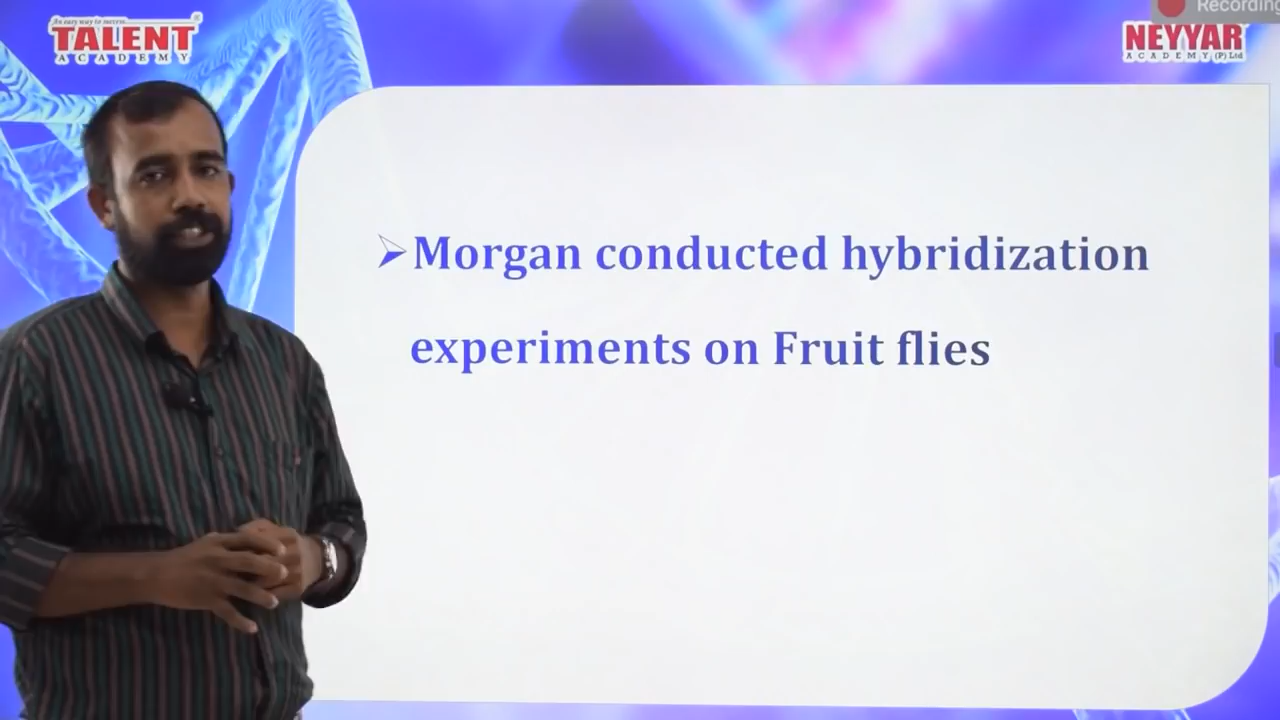 An easy way to success...
TALENT
ACADEMY
Recording
NEYYAR
ACADEMY (P) Ltd
Morgan conducted hybridization
experiments on Fruit flies